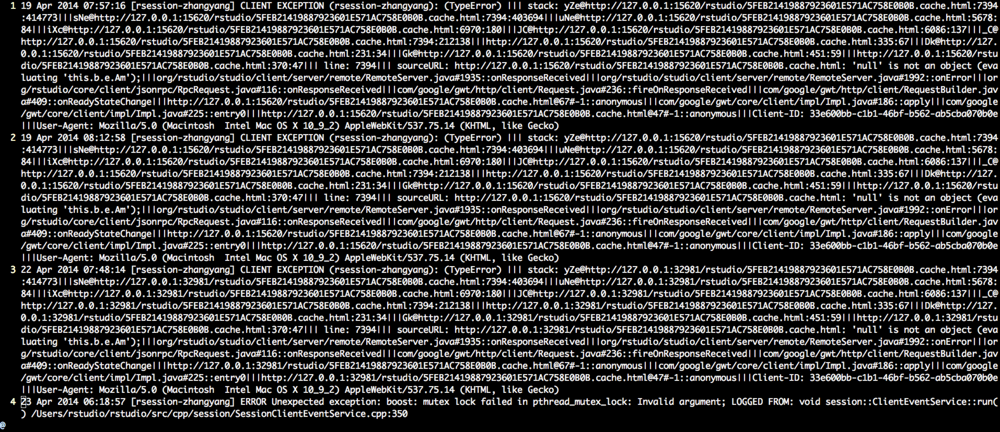 1 19 Apr 2014 07:57:16 [rsession-zhangyang] CLIENT EXCEPTION (rsession-zhangyang): (TypeError) ||| stack: yZe@http://127.0.0.1:15620/rstudio/5FEB21419887923601E571AC758E0B0B.cache.html:7394
:414773|||sNe@http://127.0.0.1:15620/rstudio/5FEB21419887923601E571AC758E0B0B.cache.html:7394:403694|||uNe@http://127.0.0.1:15620/rstudio/5FEB21419887923601E571AC758E0B0B.cache.html:5678:
84|||iXc@http://127.0.0.1:15620/rstudio/5FEB21419887923601E571AC758E0B0B.cache.html:6970:180|||JC@http://127.0.0.1:15620/rstudio/5FEB21419887923601E571AC758E0B0B.cache.html:6086:137|||_C@
http://127.0.0.1:15620/rstudio/5FEB21419887923601E571AC758E0B0B.cache.html:7394:212138|||http://127.0.0.1:15620/rstudio/5FEB21419887923601E571AC758E0B0B.cache.html:335:67|||Dk@http://127.
0.0.1:15620/rstudio/5FEB21419887923601E571AC758E0B0B.cache.html:231:34|||Gk@http://127.0.0.1:15620/rstudio/5FEB21419887923601E571AC758E0B0B.cache.html:451:59|||http://127.0.0.1:15620/rstu
dio/5FEB21419887923601E571AC758E0B0B.cache.html:370:47||| line: 7394||| sourceURL: http://127.0.0.1:15620/rstudio/5FEB21419887923601E571AC758E0B0B.cache.html: 'null' is not an object (eva
luating 'this.b.e.Am');|||org/rstudio/studio/client/server/remote/RemoteServer.java#1935::onResponseReceived|||org/rstudio/studio/client/server/remote/RemoteServer.java#1992::onError|||or
g/rstudio/core/client/jsonrpc/RpcRequest.java#116::onResponseReceived|||com/google/gwt/http/client/Request.java#236::fireOnResponseReceived|||com/google/gwt/http/client/RequestBuilder.jav
a#409::onReadyStateChange|||http://127.0.0.1:15620/rstudio/5FEB21419887923601E571AC758E0B0B.cache.html@67#-1::anonymous|||com/google/gwt/core/client/impl/Impl.java#186::apply|||com/google
/gwt/core/client/impl/Impl.java#225::entry0|||http://127.0.0.1:15620/rstudio/5FEB21419887923601E571AC758E0B0B.cache.html@47#-1::anonymous|||Client-ID: 33e600bb-c1b1-46bf-b562-ab5cba070b0e
|||User-Agent: Mozilla/5.0 (Macintosh  Intel Mac OS X 10_9_2) AppleWebKit/537.75.14 (KHTML, like Gecko)
2 19 Apr 2014 08:12:58 [rsession-zhangyang] CLIENT EXCEPTION (rsession-zhangyang): (TypeError) ||| stack: yZe@http://127.0.0.1:15620/rstudio/5FEB21419887923601E571AC758E0B0B.cache.html:7394
:414773|||sNe@http://127.0.0.1:15620/rstudio/5FEB21419887923601E571AC758E0B0B.cache.html:7394:403694|||uNe@http://127.0.0.1:15620/rstudio/5FEB21419887923601E571AC758E0B0B.cache.html:5678:
84|||iXc@http://127.0.0.1:15620/rstudio/5FEB21419887923601E571AC758E0B0B.cache.html:6970:180|||JC@http://127.0.0.1:15620/rstudio/5FEB21419887923601E571AC758E0B0B.cache.html:6086:137|||_C@
http://127.0.0.1:15620/rstudio/5FEB21419887923601E571AC758E0B0B.cache.html:7394:212138|||http://127.0.0.1:15620/rstudio/5FEB21419887923601E571AC758E0B0B.cache.html:335:67|||Dk@http://127.
0.0.1:15620/rstudio/5FEB21419887923601E571AC758E0B0B.cache.html:231:34|||Gk@http://127.0.0.1:15620/rstudio/5FEB21419887923601E571AC758E0B0B.cache.html:451:59|||http://127.0.0.1:15620/rstu
dio/5FEB21419887923601E571AC758E0B0B.cache.html:370:47||| line: 7394||| sourceURL: http://127.0.0.1:15620/rstudio/5FEB21419887923601E571AC758E0B0B.cache.html: 'null' is not an object (eva
luating 'this.b.e.Am');|||org/rstudio/studio/client/server/remote/RemoteServer.java#1935::onResponseReceived|||org/rstudio/studio/client/server/remote/RemoteServer.java#1992::onError|||or
g/rstudio/core/client/jsonrpc/RpcRequest.java#116::onResponseReceived|||com/google/gwt/http/client/Request.java#236::fireOnResponseReceived|||com/google/gwt/http/client/RequestBuilder.jav
a#409::onReadyStateChange|||http://127.0.0.1:15620/rstudio/5FEB21419887923601E571AC758E0B0B.cache.html@67#-1::anonymous|||com/google/gwt/core/client/impl/Impl.java#186::apply|||com/google
/gwt/core/client/impl/Impl.java#225::entry0|||http://127.0.0.1:15620/rstudio/5FEB21419887923601E571AC758E0B0B.cache.html@47#-1::anonymous|||Client-ID: 33e600bb-c1b1-46bf-b562-ab5cba070b0e
|||User-Agent: Mozilla/5.0 (Macintosh  Intel Mac OS X 10_9_2) AppleWebKit/537.75.14 (KHTML, like Gecko)
3 22 Apr 2014 07:48:14 [rsession-zhangyang] CLIENT EXCEPTION (rsession-zhangyang): (TypeError) ||| stack: yZe@http://127.0.0.1:32981/rstudio/5FEB21419887923601E571AC758E0B0B.cache.html:7394
:414773|||sNe@http://127.0.0.1:32981/rstudio/5FEB21419887923601E571AC758E0B0B.cache.html:7394:403694|||uNe@http://127.0.0.1:32981/rstudio/5FEB21419887923601E571AC758E0B0B.cache.html:5678:
84|||iXc@http://127.0.0.1:32981/rstudio/5FEB21419887923601E571AC758E0B0B.cache.html:6970:180|||JC@http://127.0.0.1:32981/rstudio/5FEB21419887923601E571AC758E0B0B.cache.html:6086:137|||_C@
http://127.0.0.1:32981/rstudio/5FEB21419887923601E571AC758E0B0B.cache.html:7394:212138|||http://127.0.0.1:32981/rstudio/5FEB21419887923601E571AC758E0B0B.cache.html:335:67|||Dk@http://127.
0.0.1:32981/rstudio/5FEB21419887923601E571AC758E0B0B.cache.html:231:34|||Gk@http://127.0.0.1:32981/rstudio/5FEB21419887923601E571AC758E0B0B.cache.html:451:59|||http://127.0.0.1:32981/rstu
dio/5FEB21419887923601E571AC758E0B0B.cache.html:370:47||| line: 7394||| sourceURL: http://127.0.0.1:32981/rstudio/5FEB21419887923601E571AC758E0B0B.cache.html: 'null' is not an object (eva
luating 'this.b.e.Am');|||org/rstudio/studio/client/server/remote/RemoteServer.java#1935::onResponseReceived|||org/rstudio/studio/client/server/remote/RemoteServer.java#1992::onError|||or
g/rstudio/core/client/jsonrpc/RpcRequest.java#116::onResponseReceived|||com/google/gwt/http/client/Request.java#236::fireOnResponseReceived|||com/google/gwt/http/client/RequestBuilder.jav
a#409::onReadyStateChange|||http://127.0.0.1:32981/rstudio/5FEB21419887923601E571AC758E0B0B.cache.html@67#-1::anonymous|||com/google/gwt/core/client/impl/Impl.java#186::apply|||com/google
/gwt/core/client/impl/Impl.java#225::entry0|||http://127.0.0.1:32981/rstudio/5FEB21419887923601E571AC758E0B0B.cache.html@47#-1::anonymous|||Client-ID: 33e600bb-c1b1-46bf-b562-ab5cba070b0e
|||User-Agent: Mozilla/5.0 (Macintosh  Intel Mac OS X 10_9_2) AppleWebKit/537.75.14 (KHTML, like Gecko)
4 23 Apr 2014 06:18:57 [rsession-zhangyang] ERROR Unexpected exception: boost: mutex lock failed in pthread_mutex_lock: Invalid argument; LOGGED FROM: void session::ClientEventService::run(
) /Users/rstudio/rstudio/src/cpp/session/SessionClientEventService.cpp:350
@